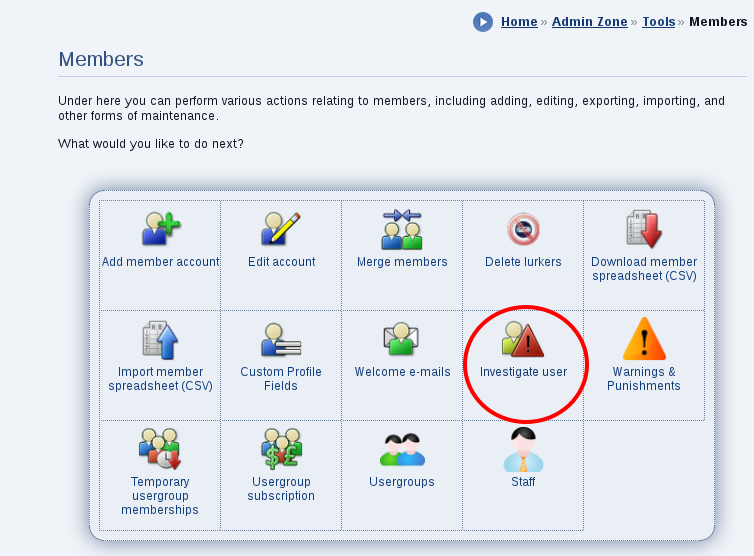 Home » Admin Zone » Tools » Members
Members
Under here you can perform various actions relating to members, including adding, editing, exporting, importing, and
other forms of maintenance.
What would you like to do next?
Add member account
Edit account
Merge members
Delete lurkers
Download member
spreadsheet (CSV)
Import member
spreadsheet (CSV)
Custom Profile
Fields
Welcome e-mails
Investigate user
Warnings &
Punishments
Temporary
usergroup
memberships
$£
Usergroup
subscription
Usergroups
Staff